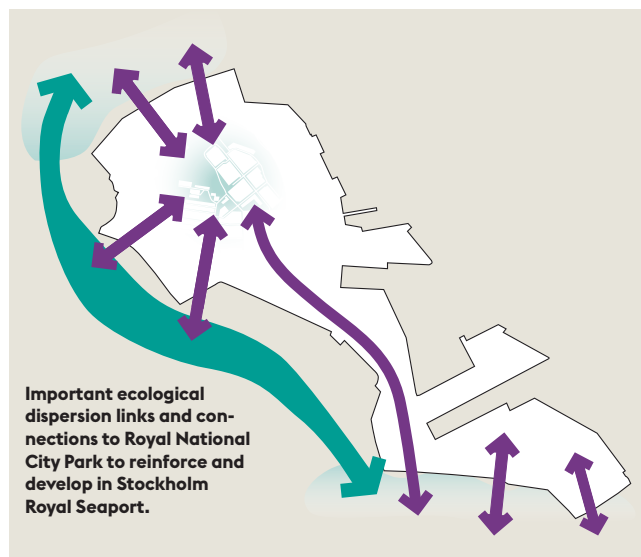 Important ecological
dispersion links and con-
nections to Royal National
City Park to reinforce and
develop in Stockholm
Royal Seaport.